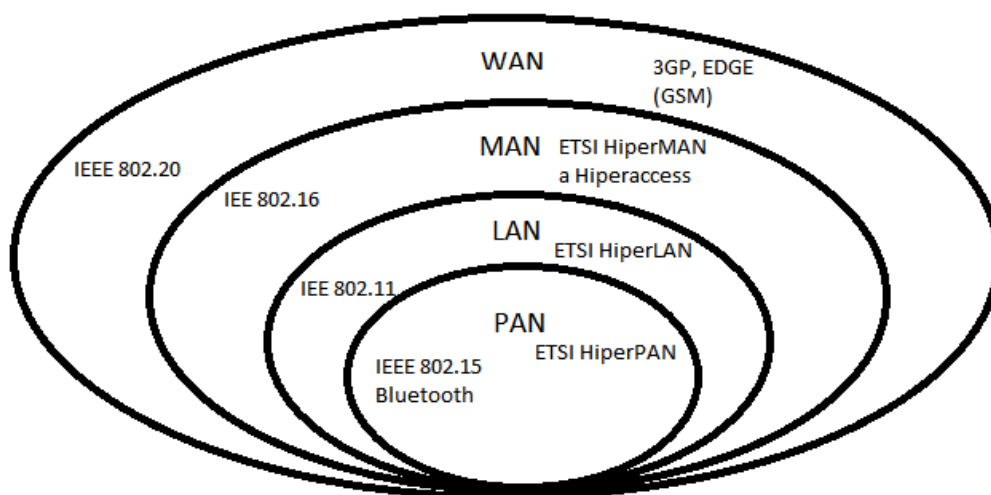 WAN
3GP, EDGE
(GSM)
IEEE 802.20
MAN
ETSI HiperMAN
a Hiperaccess
IEE 802.16
LAN
ETSI HiperLAN
IEE 802.11
PAN
ETSI HiperPAN
IEEE 802.15
Bluetooth